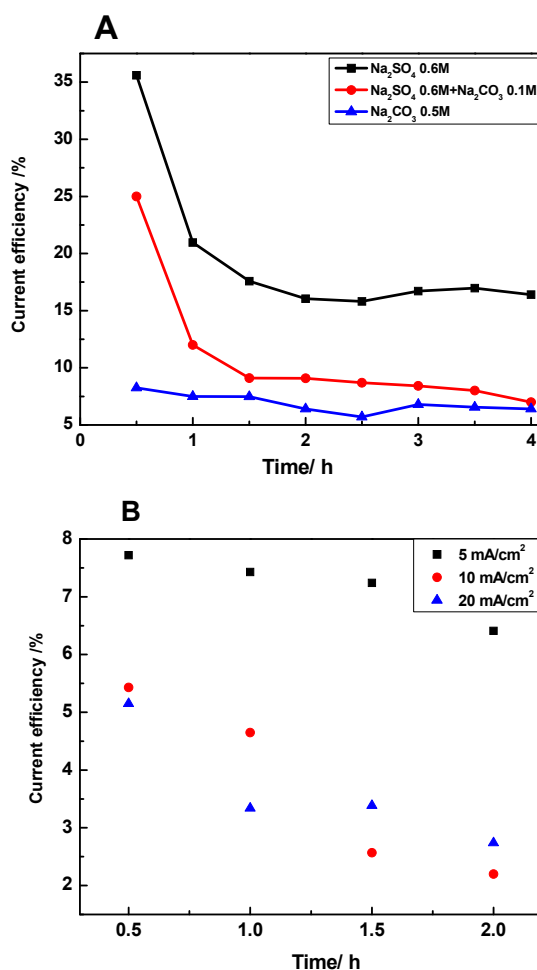 A
Na₂SO₄ 0.6M
Na₂SO₄ 0.6M+Na₂CO₃ 0.1M
Na₂CO₃ 0.5M
35
30
25
20
15
10
5
Current efficiency /%
0 1 2 3 4
Time/ h
B
5 mA/cm²
10 mA/cm²
20 mA/cm²
8
7
6
5
4
3
2
Current efficiency /%
0.5 1.0 1.5 2.0
Time/ h